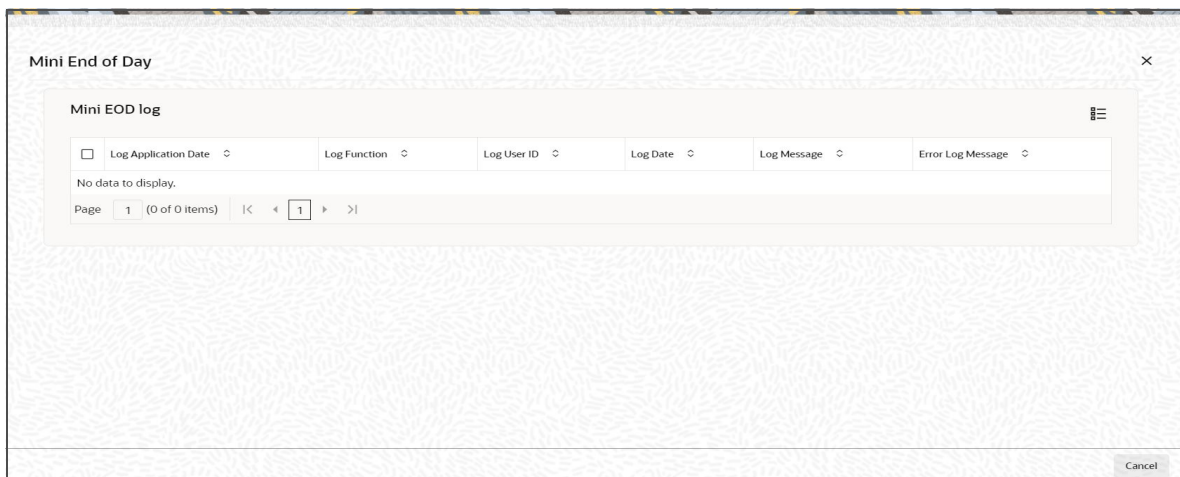 Mini End of Day
Mini EOD log
Log Application Date Log Function Log User ID Log Date Log Message Error Log Message
No data to display.
Page 1 (0 of 0 items) 1
Cancel